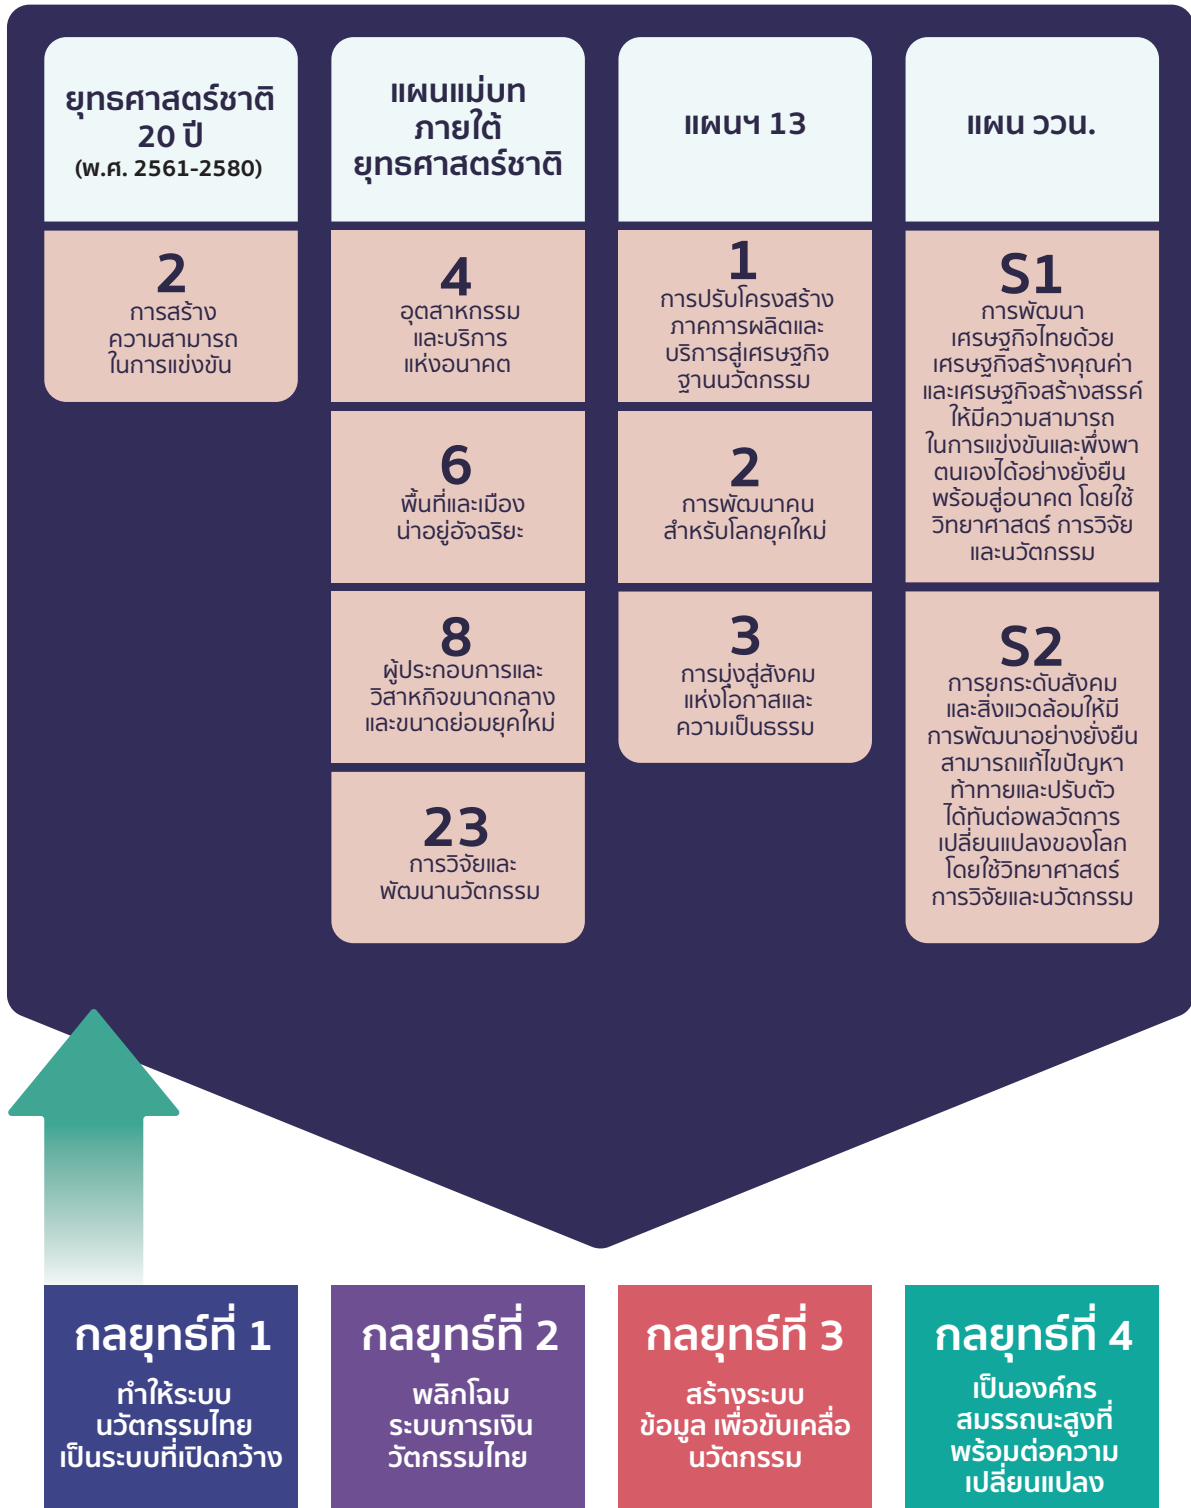 ยุทธศาสตร์ชาติ
20 ปี
(พ.ศ. 2561-2580)
2
การสร้าง
ความสามารถ
ในการแข่งขัน
แผนแม่บท
ภายใต้
ยุทธศาสตร์ชาติ
4
อุตสาหกรรม
และบริการ
แห่งอนาคต
6
พื้นที่และเมือง
น่าอยู่อัจฉริยะ
8
ผู้ประกอบการและ
วิสาหกิจขนาดกลาง
และขนาดย่อมยุคใหม่
23
การวิจัยและ
พัฒนานวัตกรรม
แผนฯ 13
1
การปรับโครงสร้าง
ภาคการผลิตและ
บริการสู่เศรษฐกิจ
ฐานนวัตกรรม
2
การพัฒนาคน
สำหรับโลกยุคใหม่
3
การมุ่งสู่สังคม
แห่งโอกาสและ
ความเป็นธรรม
แผน ววน.
S1
การพัฒนา
เศรษฐกิจไทยด้วย
เศรษฐกิจสร้างคุณค่า
และเศรษฐกิจสร้างสรรค์
ให้มีความสามารถ
ในการแข่งขันและพึ่งพา
ตนเองได้อย่างยั่งยืน
พร้อมสู่อนาคต โดยใช้
วิทยาศาสตร์ การวิจัย
และนวัตกรรม
S2
การยกระดับสังคม
และสิ่งแวดล้อมให้มี
การพัฒนาอย่างยั่งยืน
สามารถแก้ไขปัญหา
ท้าทายและปรับตัว
ได้ทันต่อพลวัตการ
เปลี่ยนแปลงของโลก
โดยใช้วิทยาศาสตร์
การวิจัยและนวัตกรรม
กลยุทธ์ที่ 1
ทำให้ระบบ
นวัตกรรมไทย
เป็นระบบที่เปิดกว้าง
กลยุทธ์ที่ 2
พลิกโฉม
ระบบการเงิน
วัตกรรมไทย
กลยุทธ์ที่ 3
สร้างระบบ
ข้อมูล เพื่อขับเคลื่อ
นวัตกรรม
กลยุทธ์ที่ 4
เป็นองค์กร
สมรรถนะสูงที่
พร้อมต่อความ
เปลี่ยนแปลง